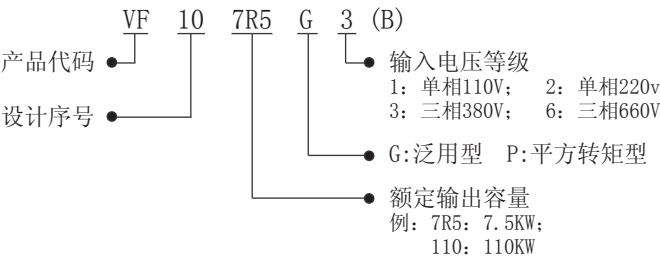 VF 10 7R5 G 3 (B)
产品代码
输入电压等级
1：单相110V； 2：单相220v
3：三相380V； 6：三相660V
设计序号
G:泛用型 P:平方转矩型
额定输出容量
例：7R5：7.5KW；
110：110KW